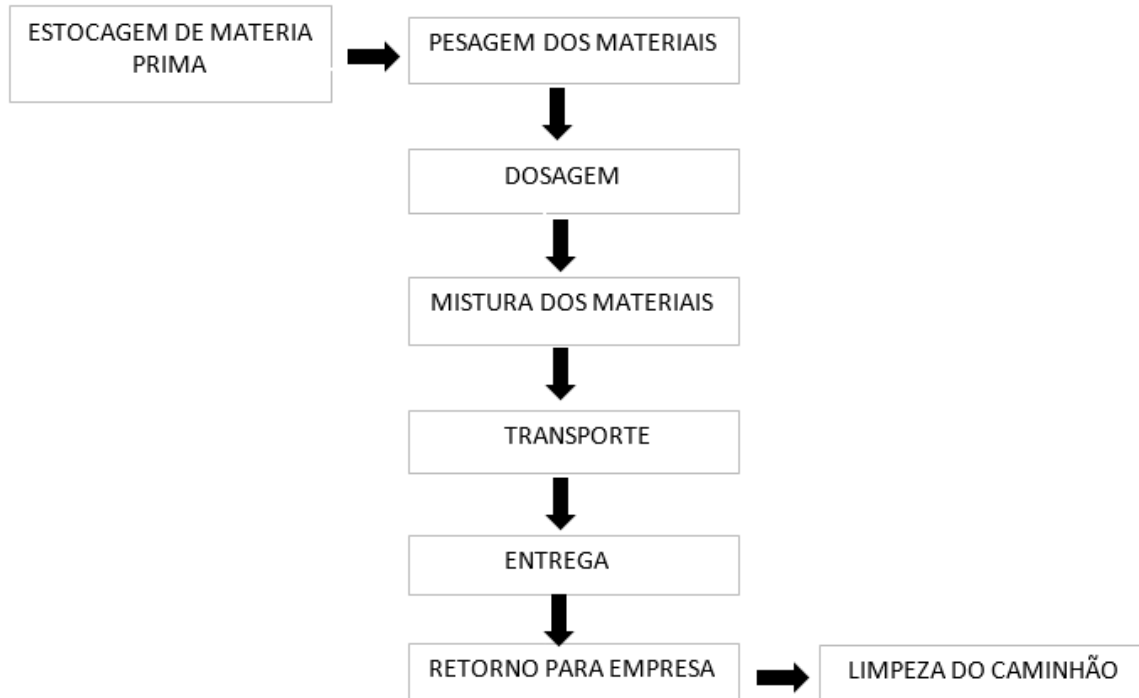 ESTOCAGEM DE MATERIA
PRIMA
PESAGEM DOS MATERIAIS
DOSAGEM
MISTURA DOS MATERIAIS
TRANSPORTE
ENTREGA
RETORNO PARA EMPRESA
LIMPEZA DO CAMINHÃO